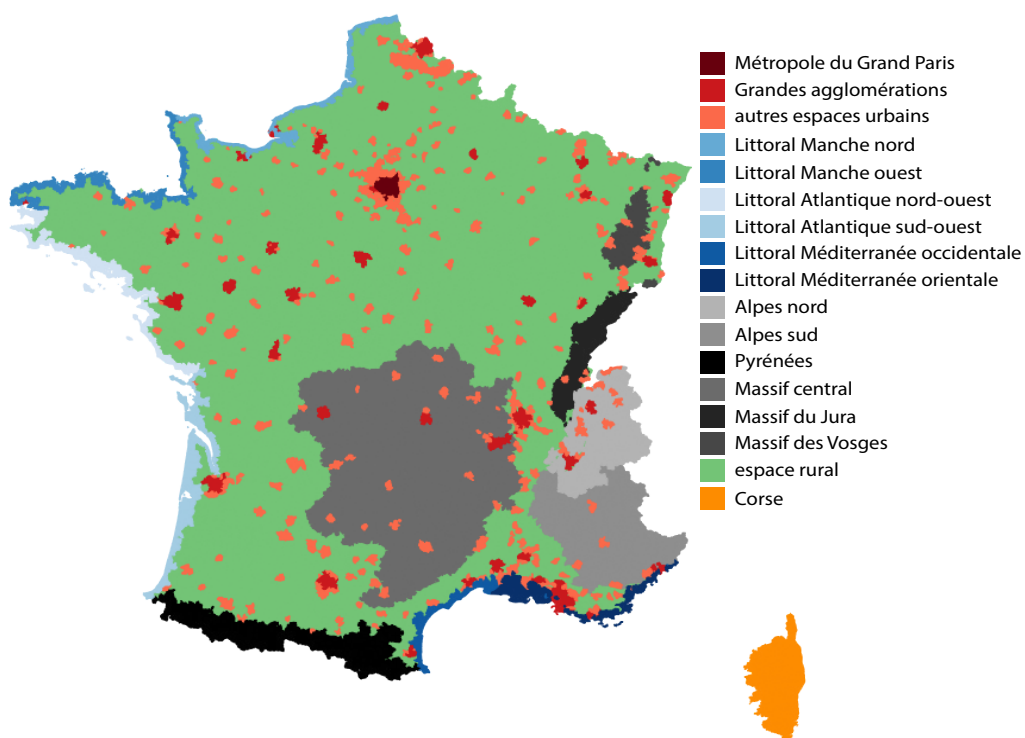 Métropole du Grand Paris
Grandes agglomérations
autres espaces urbains
Littoral Manche nord
Littoral Manche ouest
Littoral Atlantique nord-ouest
Littoral Atlantique sud-ouest
Littoral Méditerranée occidentale
Littoral Méditerranée orientale
Alpes nord
Alpes sud
Pyrénées
Massif central
Massif du Jura
Massif des Vosges
espace rural
Corse